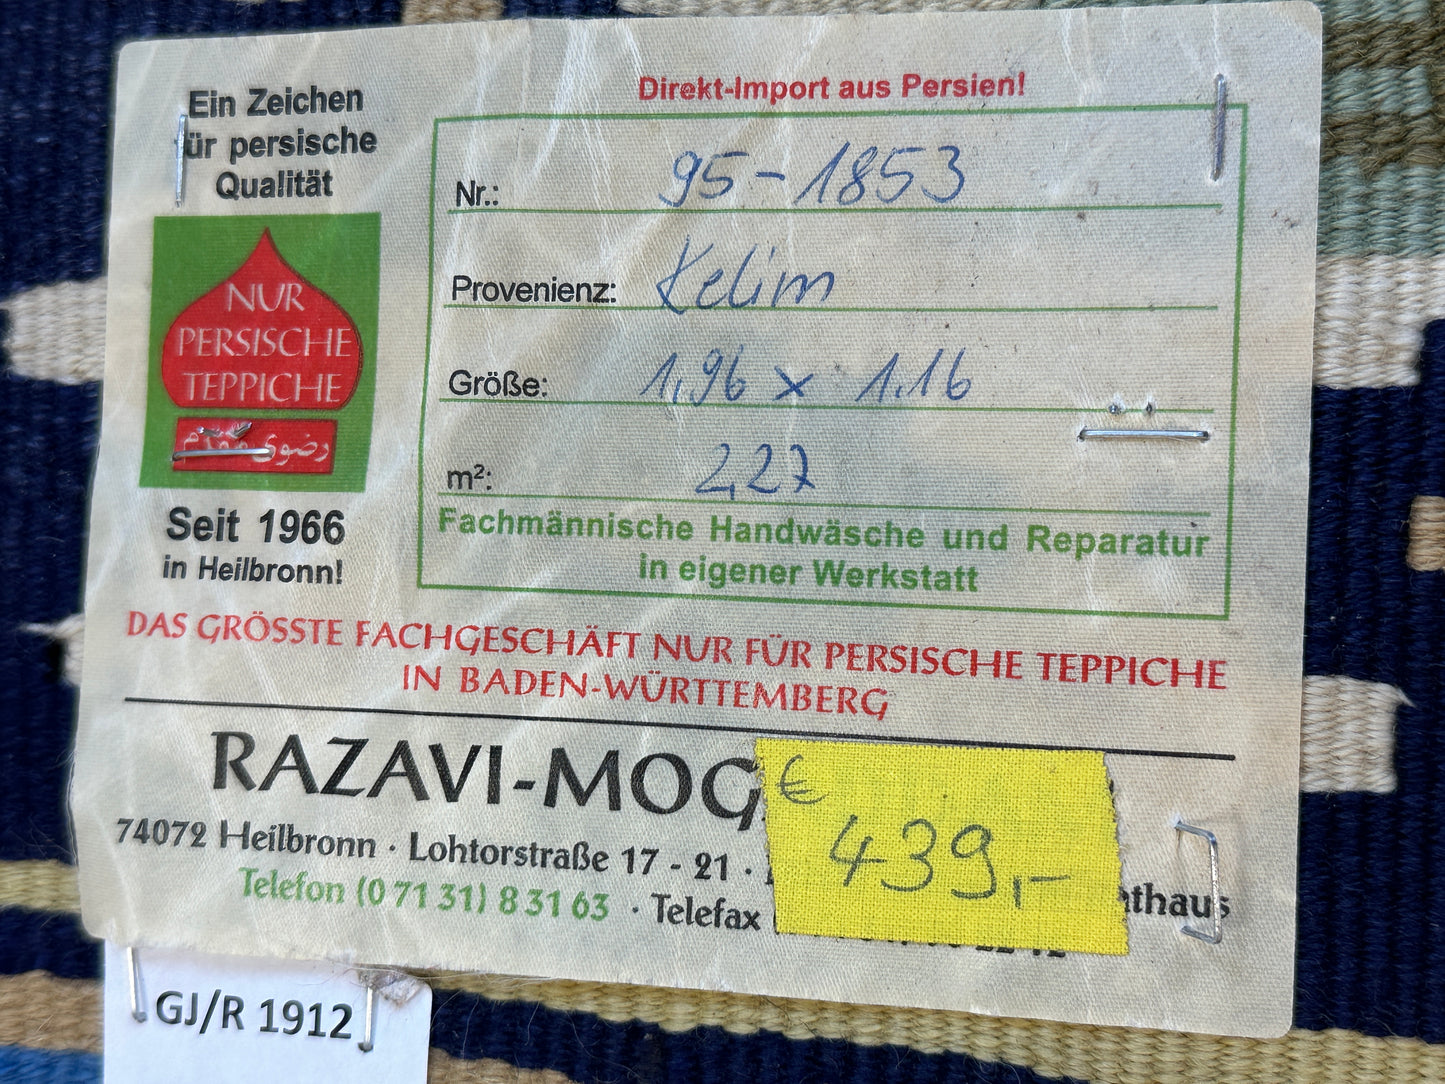 Ein Zeichen
für persische
Qualität
NUR
PERSISCHE
TEPPICHE
رضوی مقدم
Seit 1966
in Heilbronn!
Direkt-Import aus Persien!
Nr.: 95-1853
Provenienz: Kelim
Größe: 1,96 x 1.16
m²: 2,27
Fachmännische Handwäsche und Reparatur
in eigener Werkstatt
DAS GRÖSSTE FACHGESCHÄFT NUR FÜR PERSISCHE TEPPICHE
IN BADEN-WÜRTTEMBERG
RAZAVI-MOG
€ 439,-
74072 Heilbronn · Lohtorstraße 17 - 21 ·
Telefon (0 71 31) 8 31 63 · Telefax
GJ/R 1912